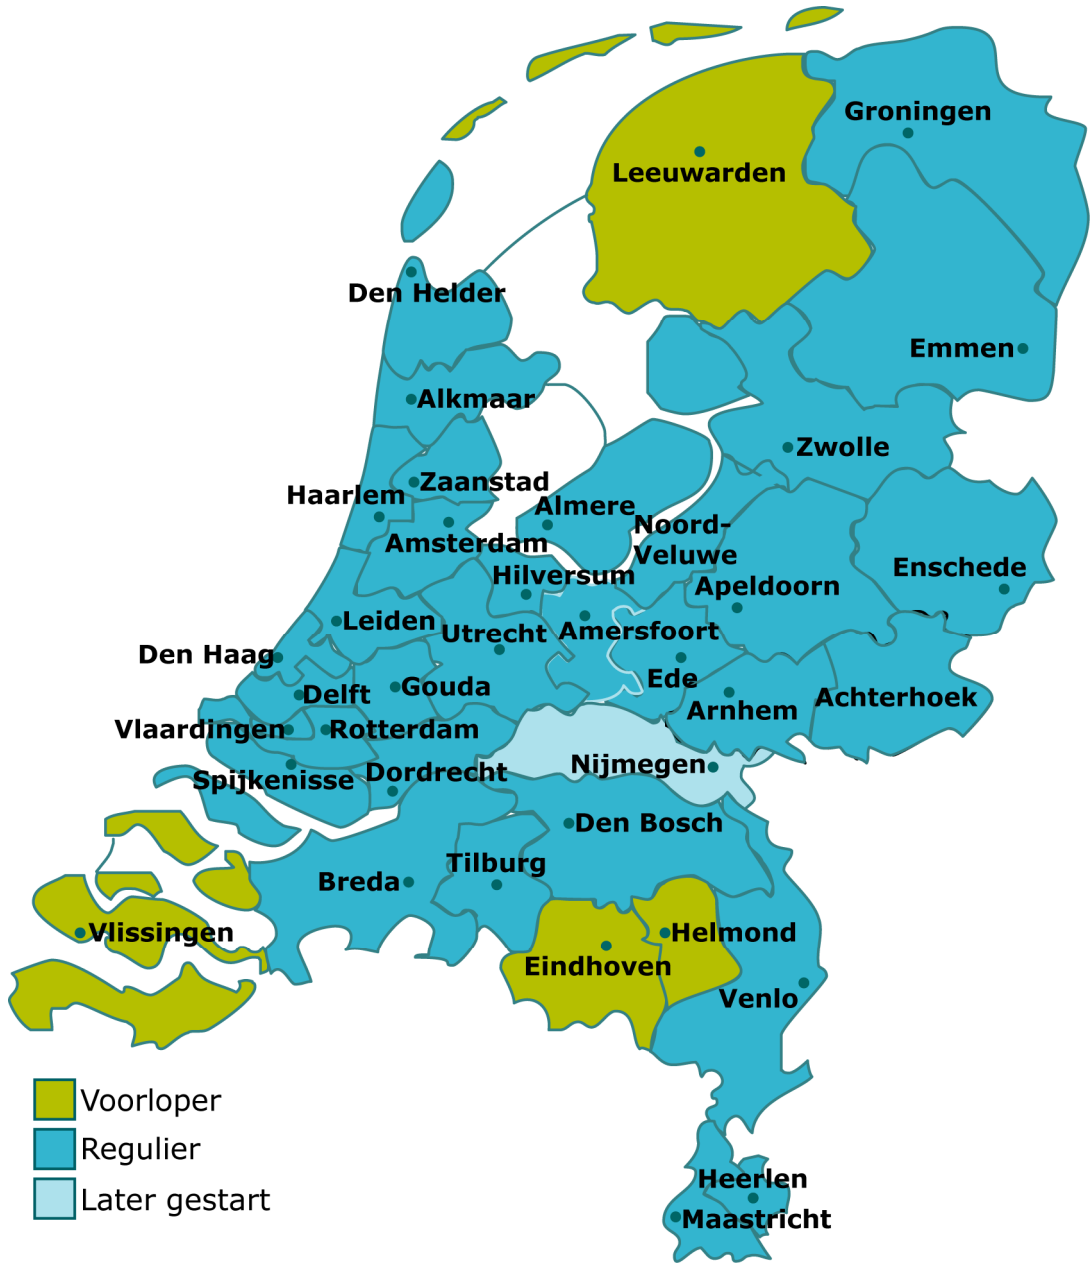 Groningen
Leeuwarden
Den Helder
Emmen
Alkmaar
Zwolle
Zaanstad
Haarlem
Almere
Noord-
Veluwe
Amsterdam
Enschede
Hilversum
Apeldoorn
Leiden
Utrecht
Amersfoort
Den Haag
Ede
Delft
Gouda
Achterhoek
Arnhem
Vlaardingen
Rotterdam
Nijmegen
Spijkenisse
Dordrecht
Den Bosch
Tilburg
Breda
Vlissingen
Helmond
Eindhoven
Venlo
Voorloper
Regulier
Heerlen
Later gestart
Maastricht